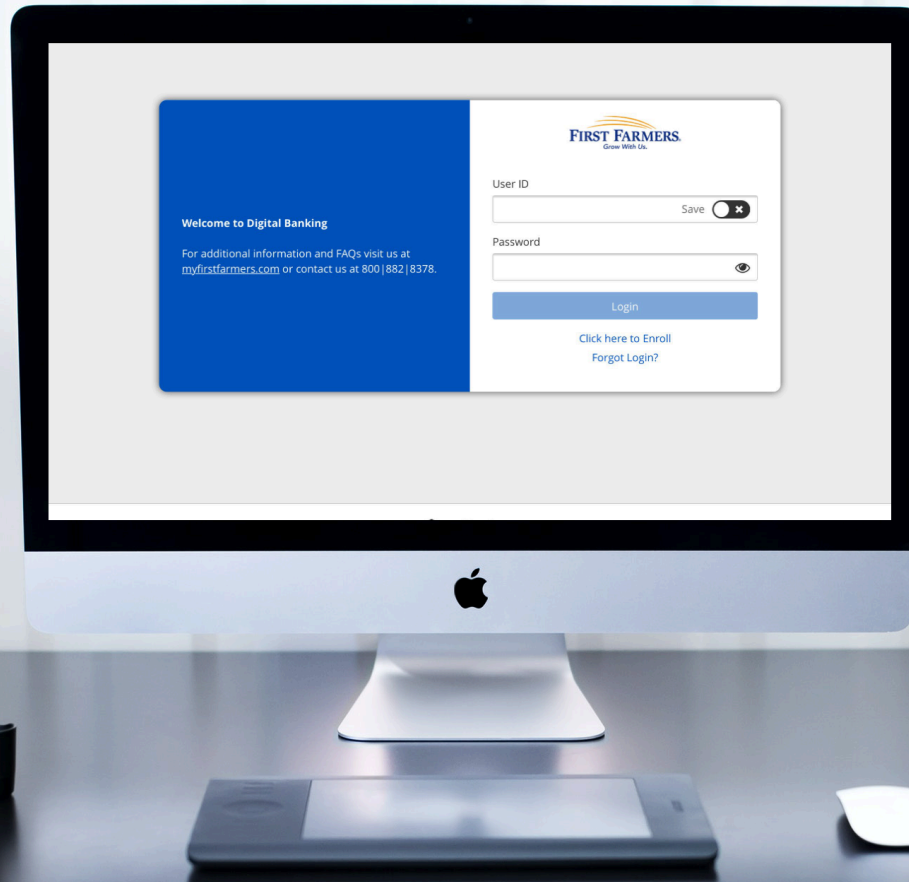 Welcome to Digital Banking
For additional information and FAQs visit us at
myfirstfarmers.com or contact us at 800|882|8378.
FIRST FARMERS.
Grow With Us.
User ID
Save
Password
Login
Click here to Enroll
Forgot Login?